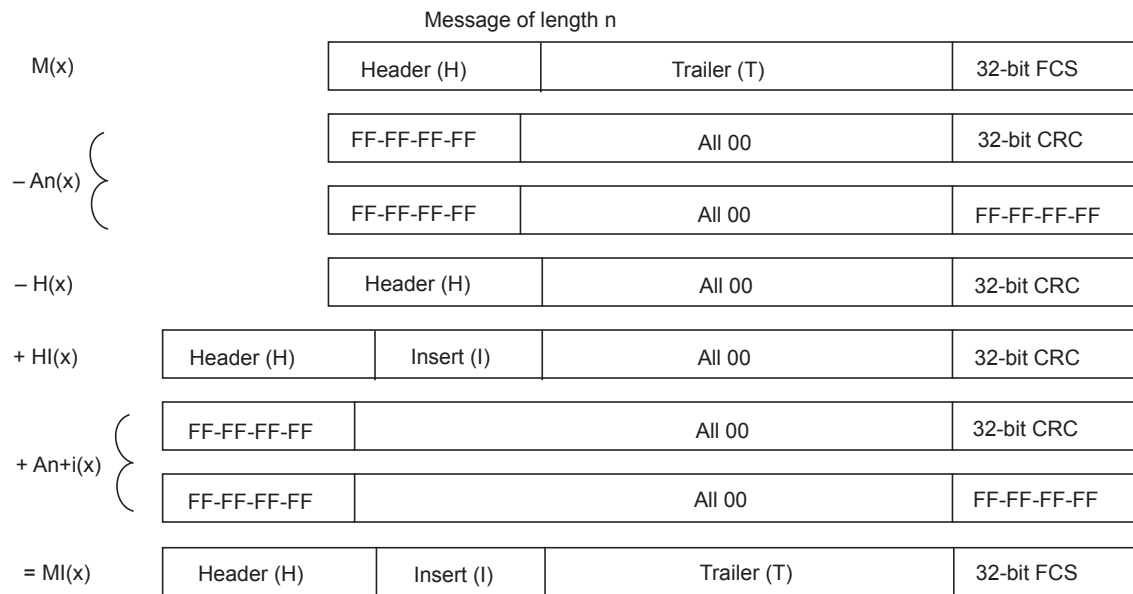 Message of length n
M(x) Header (H) Trailer (T) 32-bit FCS
FF-FF-FF-FF All 00 32-bit CRC
– An(x)
FF-FF-FF-FF All 00 FF-FF-FF-FF
– H(x) Header (H) All 00 32-bit CRC
+ HI(x) Header (H) Insert (I) All 00 32-bit CRC
FF-FF-FF-FF All 00 32-bit CRC
+ An+i(x)
FF-FF-FF-FF All 00 FF-FF-FF-FF
= MI(x) Header (H) Insert (I) Trailer (T) 32-bit FCS